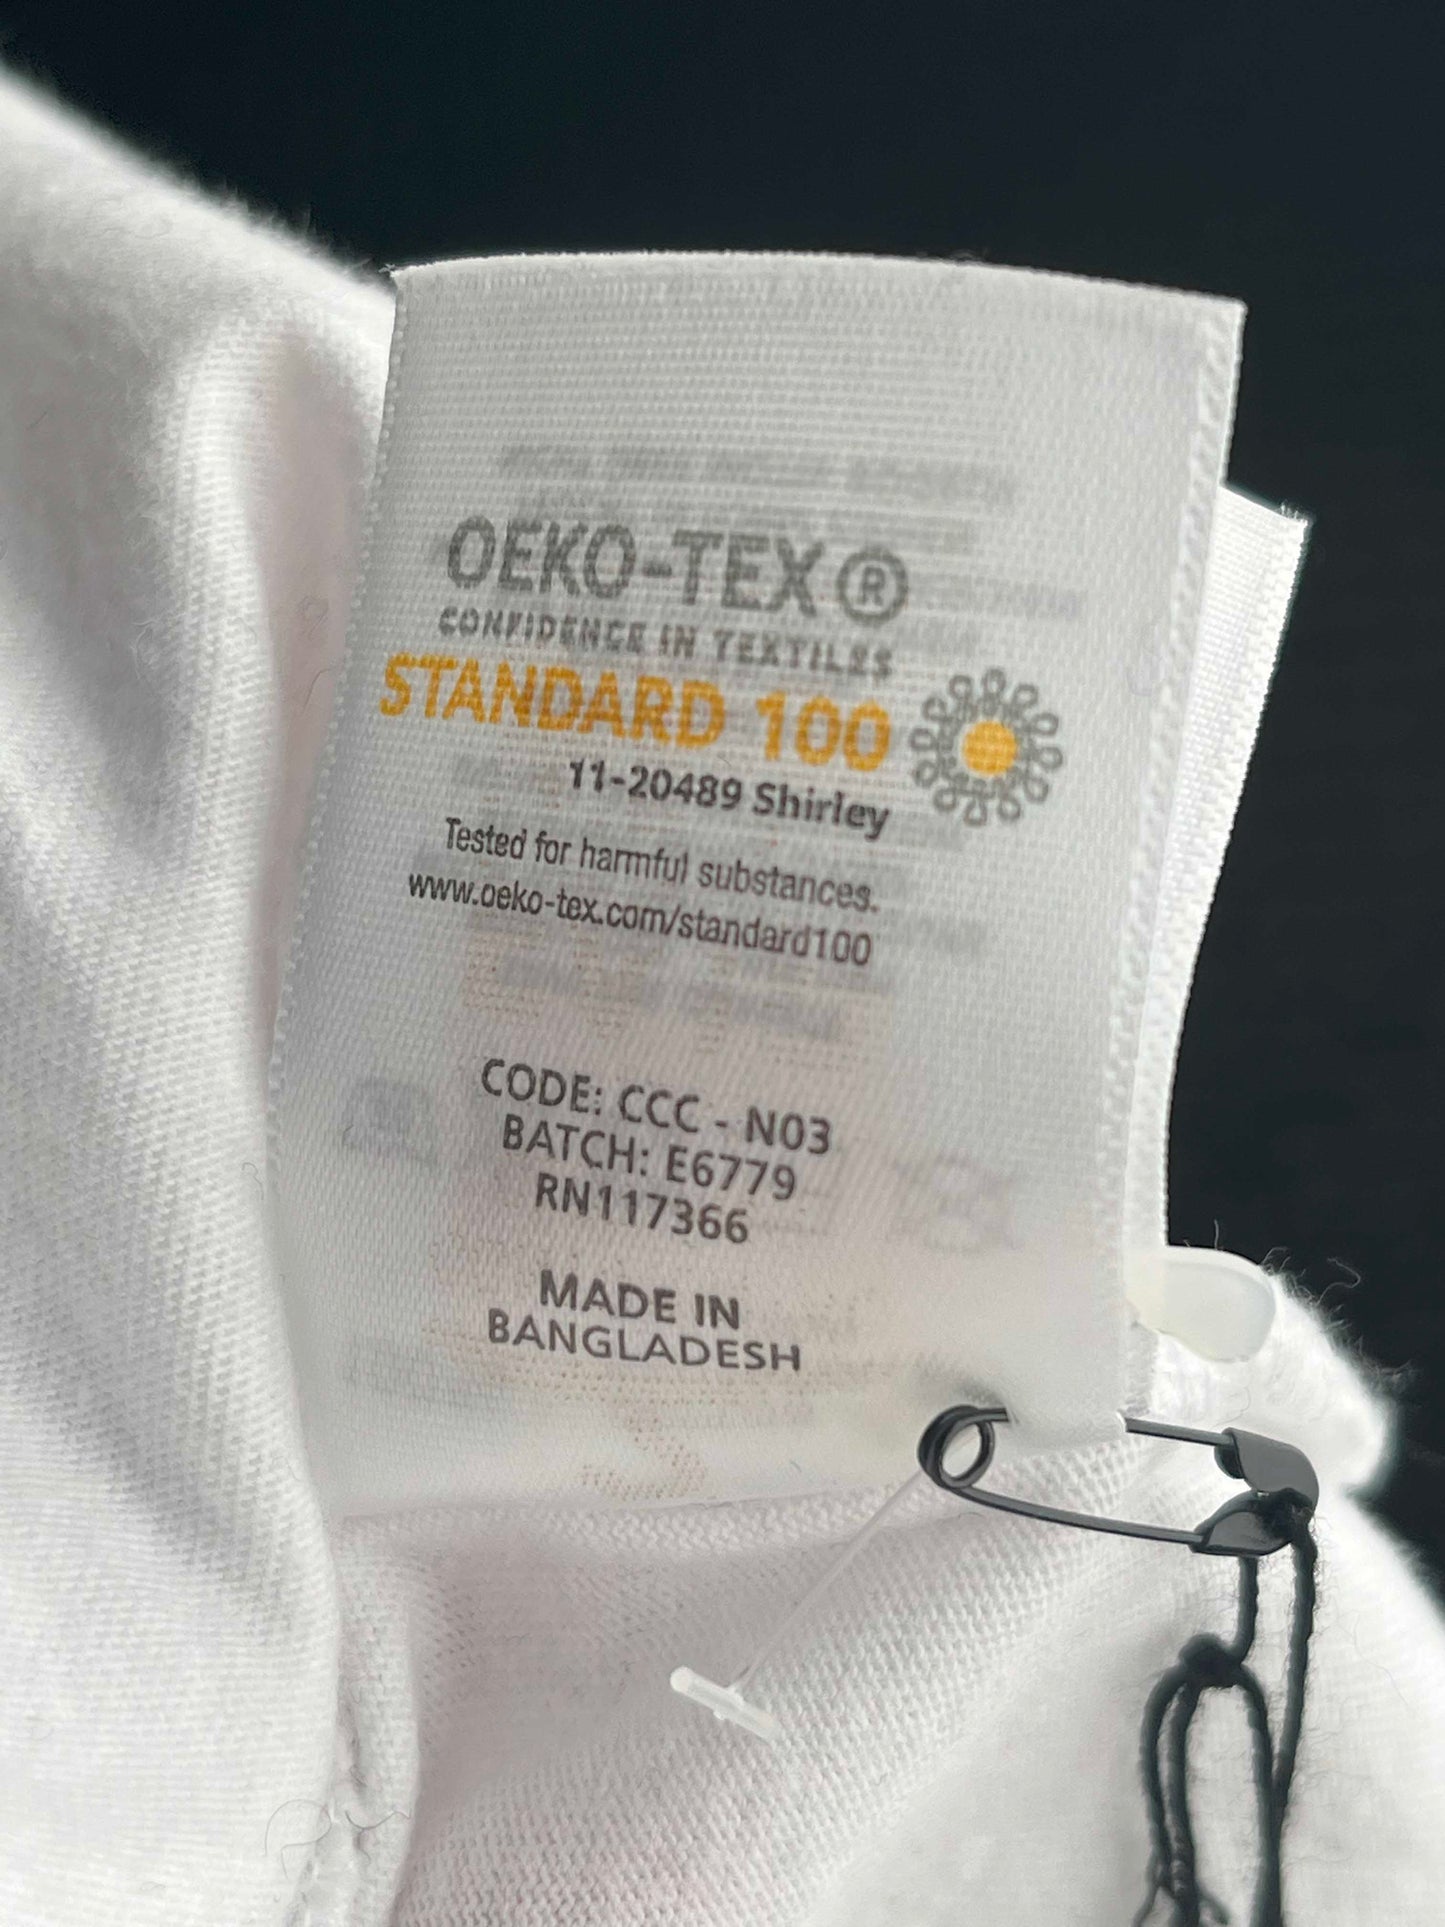 OEKO-TEX®
CONFIDENCE IN TEXTILES
STANDARD 100
11-20489 Shirley
Tested for harmful substances.
www.oeko-tex.com/standard100
CODE: CCC - N03
BATCH: E6779
RN117366
MADE IN
BANGLADESH